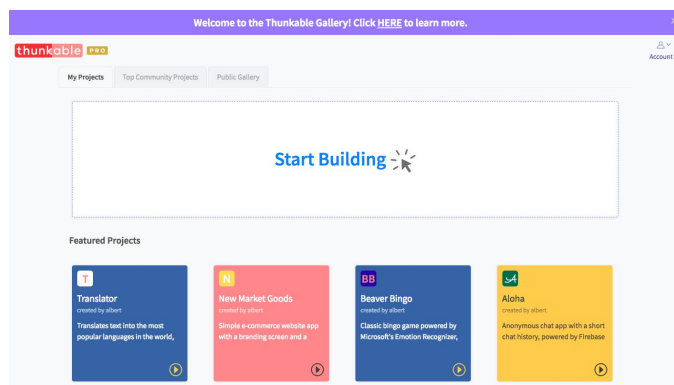 Welcome to the Thunkable Gallery! Click HERE to learn more.
thunkable PRO
Account
My Projects Top Community Projects Public Gallery
Start Building
Featured Projects
T
Translator
created by albert
Translates text into the most
popular languages in the world,
N
New Market Goods
created by albert
Simple e-commerce website app
with a branding screen and a
BB
Beaver Bingo
created by albert
Classic bingo game powered by
Microsoft's Emotion Recognizer,
A
Aloha
created by albert
Anonymous chat app with a short
chat history, powered by Firebase